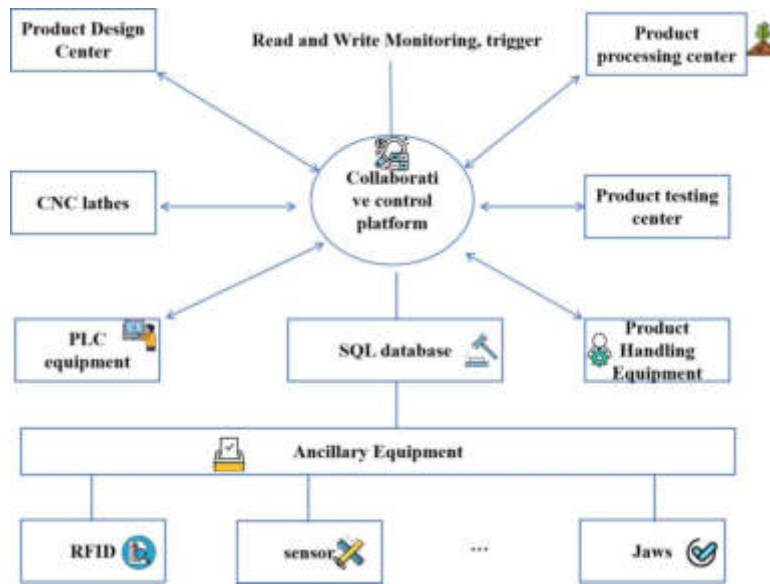 Product Design
Center
Read and Write Monitoring, trigger
Product
processing center
Collaborati
ve control
platform
CNC lathes
Product testing
center
PLC
equipment
SQL database
Product
Handling
Equipment
Ancillary Equipment
RFID
sensor
...
Jaws